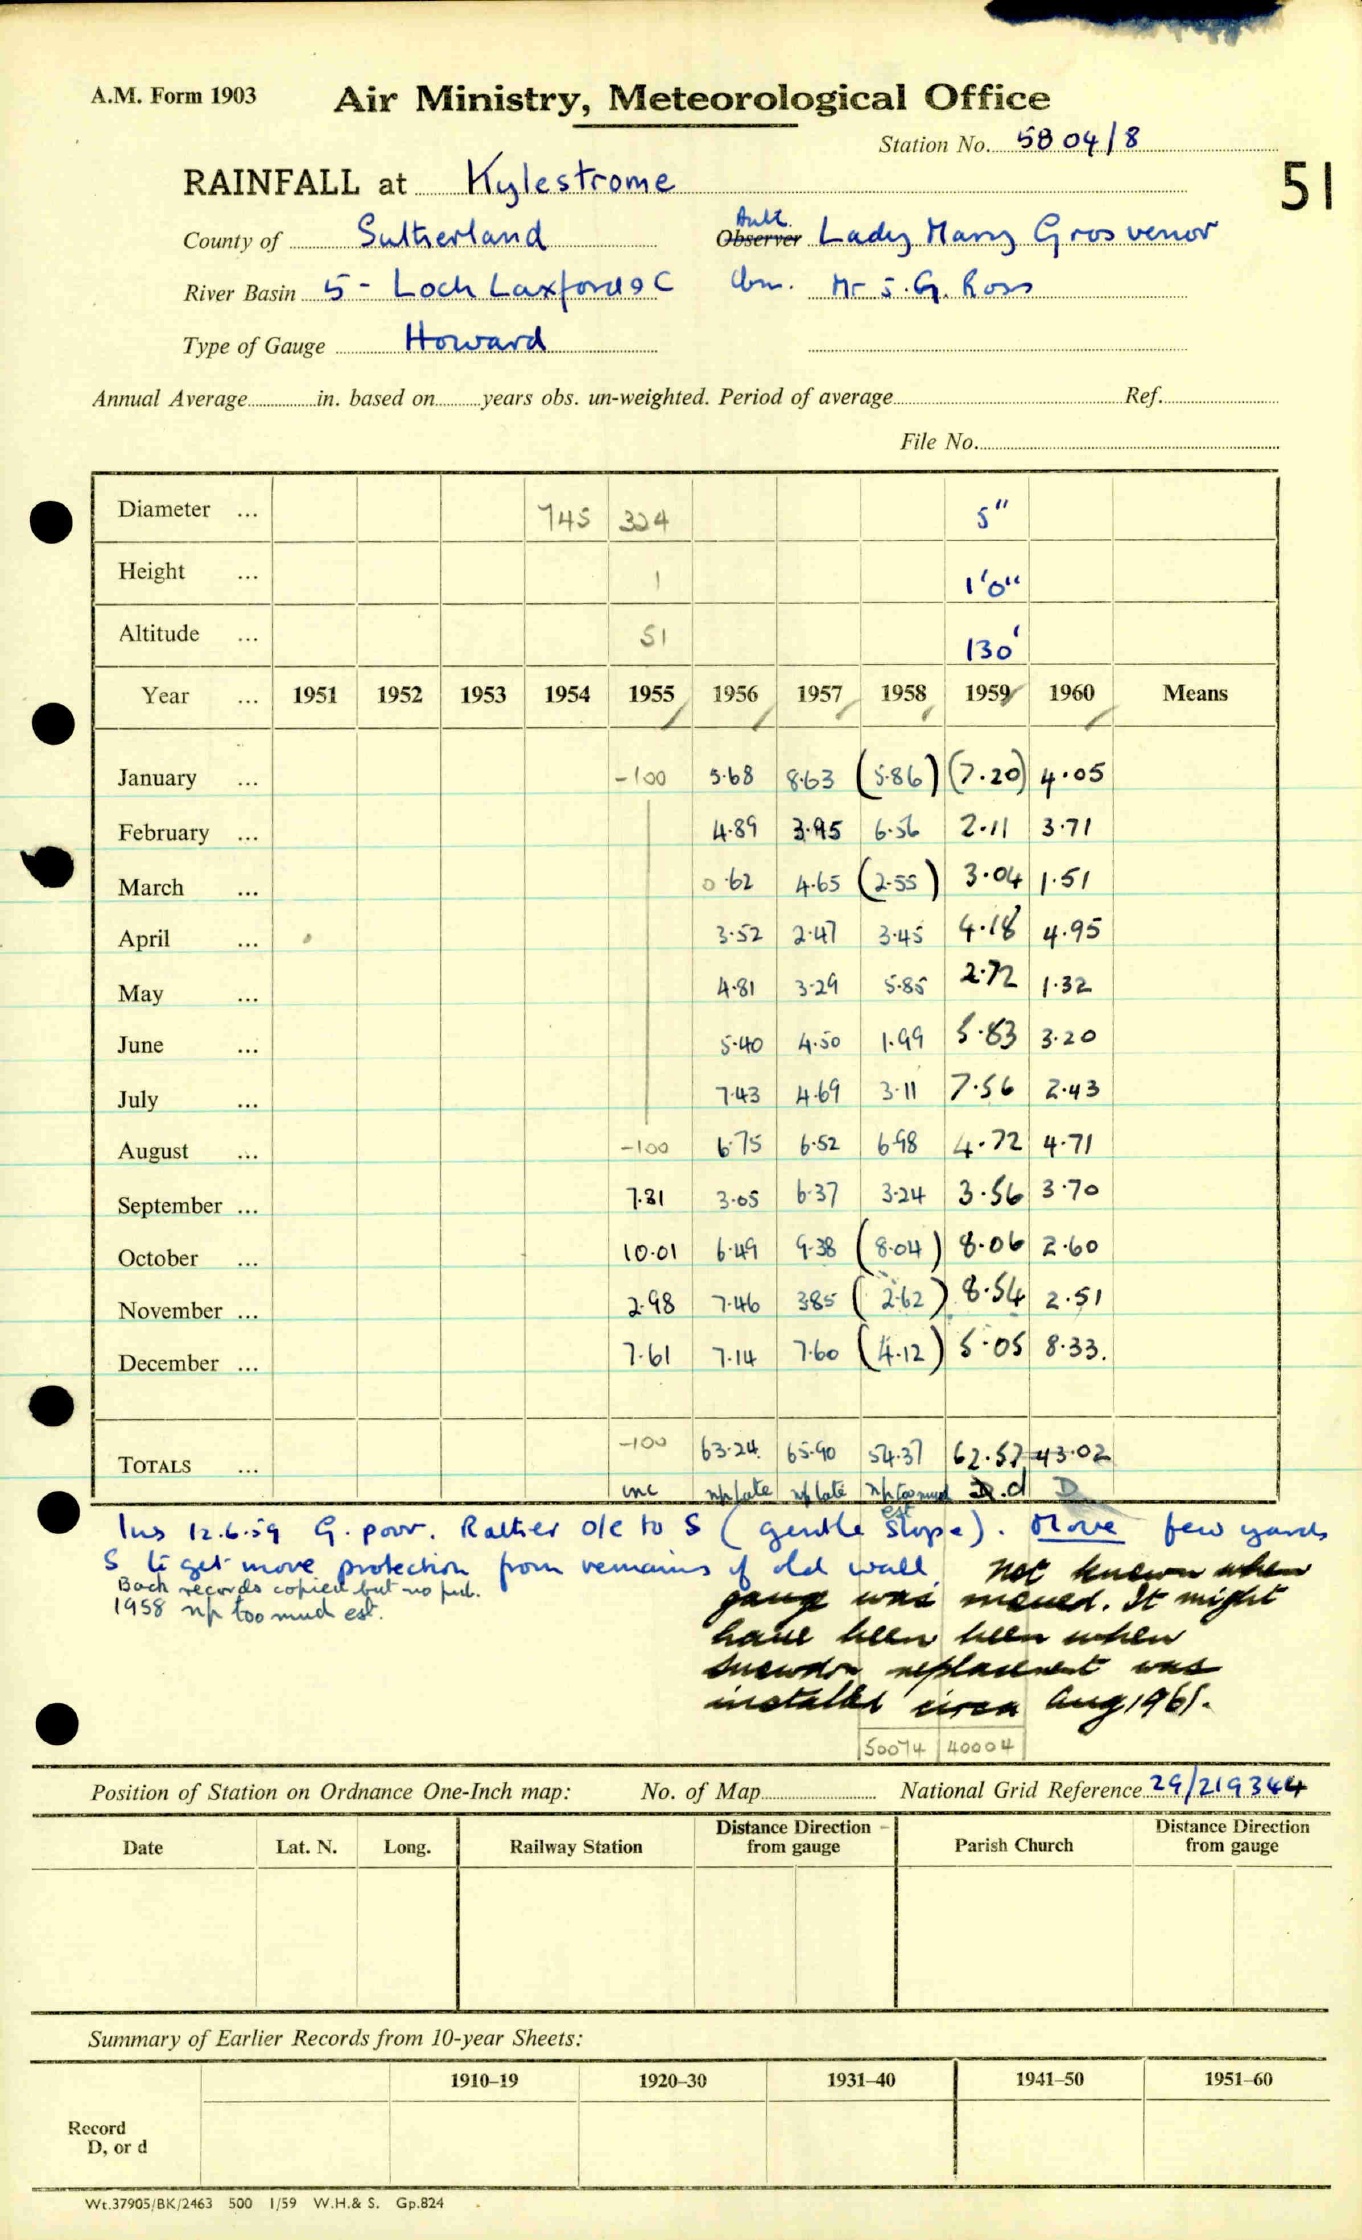 A.M. Form 1903
Air Ministry, Meteorological Office
Station No. 5804/8
51
RAINFALL at Kylestrome
County of Sutherland Auth. Observer Lady Mary Grosvenor
River Basin 5 - Loch Laxford &C Obsr. Mr J. G. Ross
Type of Gauge Howard
Annual Average in. based on years obs. un-weighted. Period of average Ref.
File No.
Diameter ... 745 324 5"
Height ... 1 1'0"
Altitude ... 51 130'
Year ... 1951 1952 1953 1954 1955 1956 1957 1958 1959 1960 Means
January ... -100 5.68 8.63 (5.86) (7.20) 4.05
February ... 4.89 3.95 6.56 2.11 3.71
March ... 0.62 4.65 (2.55) 3.04 1.51
April ... 3.52 2.47 3.45 4.18 4.95
May ... 4.81 3.29 5.85 2.72 1.32
June ... 5.40 4.50 1.99 5.83 3.20
July ... 7.43 4.69 3.11 7.56 2.43
August ... -100 6.75 6.52 6.98 4.72 4.71
September ... 7.81 3.05 6.37 3.24 3.56 3.70
October ... 10.01 6.49 9.38 (8.04) 8.06 2.60
November ... 2.98 7.46 3.85 (2.62) 8.54 2.51
December ... 7.61 7.14 7.60 (4.12) 5.05 8.33.
TOTALS ... -100 63.24 65.90 54.37 62.57 43.02
inc np late np late np too much est D.d D
Ins 12.6.59 G. poor. Rather o/e to S (gentle slope). Move few yards
S to get more protection from remains of old wall.
Back records copied but no pub.
1958 np too much est.
Not known when
gauge was moved. It might
have been been when
snowdon replacement was
installed circa Aug 1961.
50074 40004
Position of Station on Ordnance One-Inch map: No. of Map National Grid Reference 29/219344
Date Lat. N. Long. Railway Station Distance Direction from gauge Parish Church Distance Direction from gauge
Summary of Earlier Records from 10-year Sheets:
1910–19 1920–30 1931–40 1941–50 1951–60
Record
D, or d
Wt.37905/BK/2463 500 1/59 W.H.& S. Gp.824